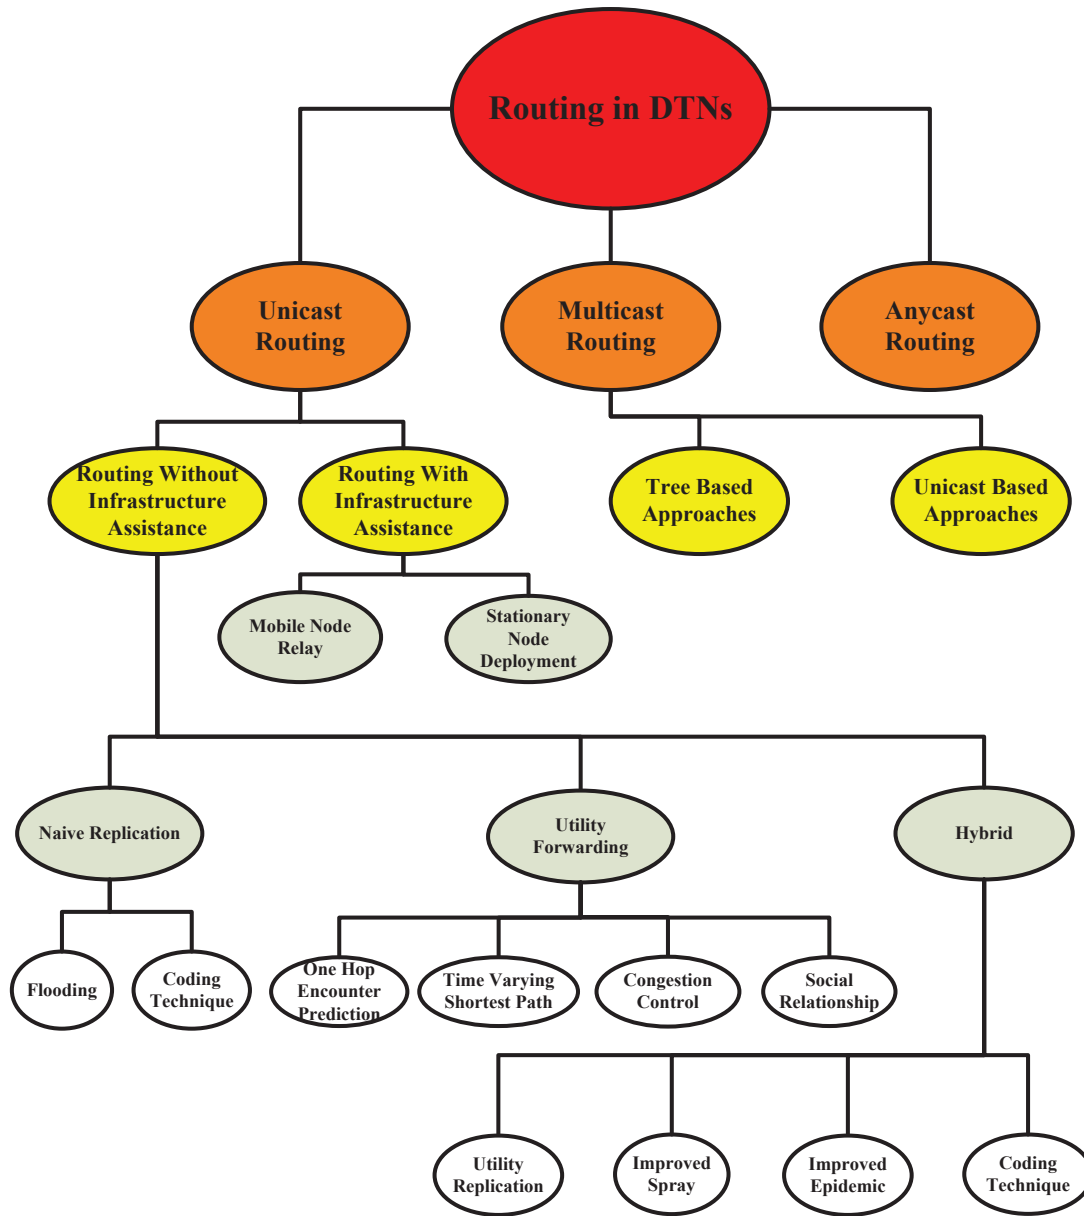 Routing in DTNs
Unicast
Routing
Multicast
Routing
Anycast
Routing
Routing Without
Infrastructure
Assistance
Routing With
Infrastructure
Assistance
Tree Based
Approaches
Unicast Based
Approaches
Mobile Node
Relay
Stationary
Node
Deployment
Naive Replication
Utility
Forwarding
Hybrid
Flooding
Coding
Technique
One Hop
Encounter
Prediction
Time Varying
Shortest Path
Congestion
Control
Social
Relationship
Utility
Replication
Improved
Spray
Improved
Epidemic
Coding
Technique